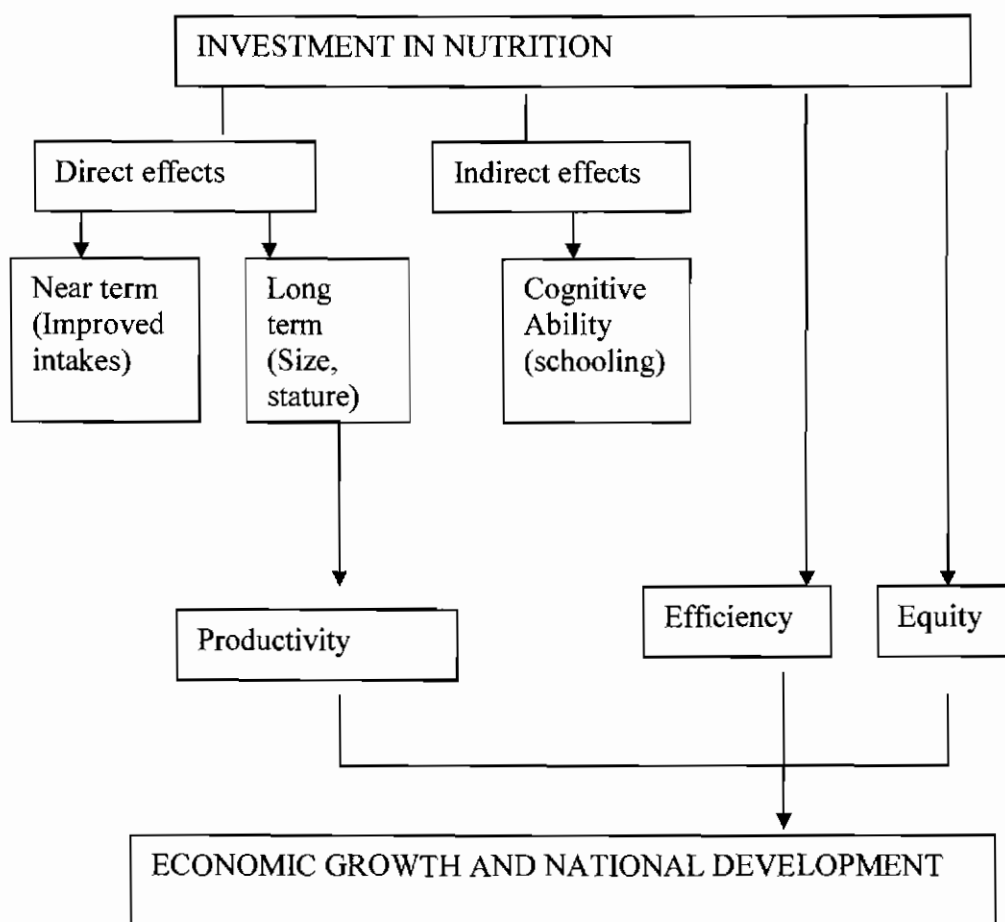 INVESTMENT IN NUTRITION
Direct effects
Indirect effects
Near term
(Improved
intakes)
Long
term
(Size,
stature)
Cognitive
Ability
(schooling)
Productivity
Efficiency
Equity
ECONOMIC GROWTH AND NATIONAL DEVELOPMENT